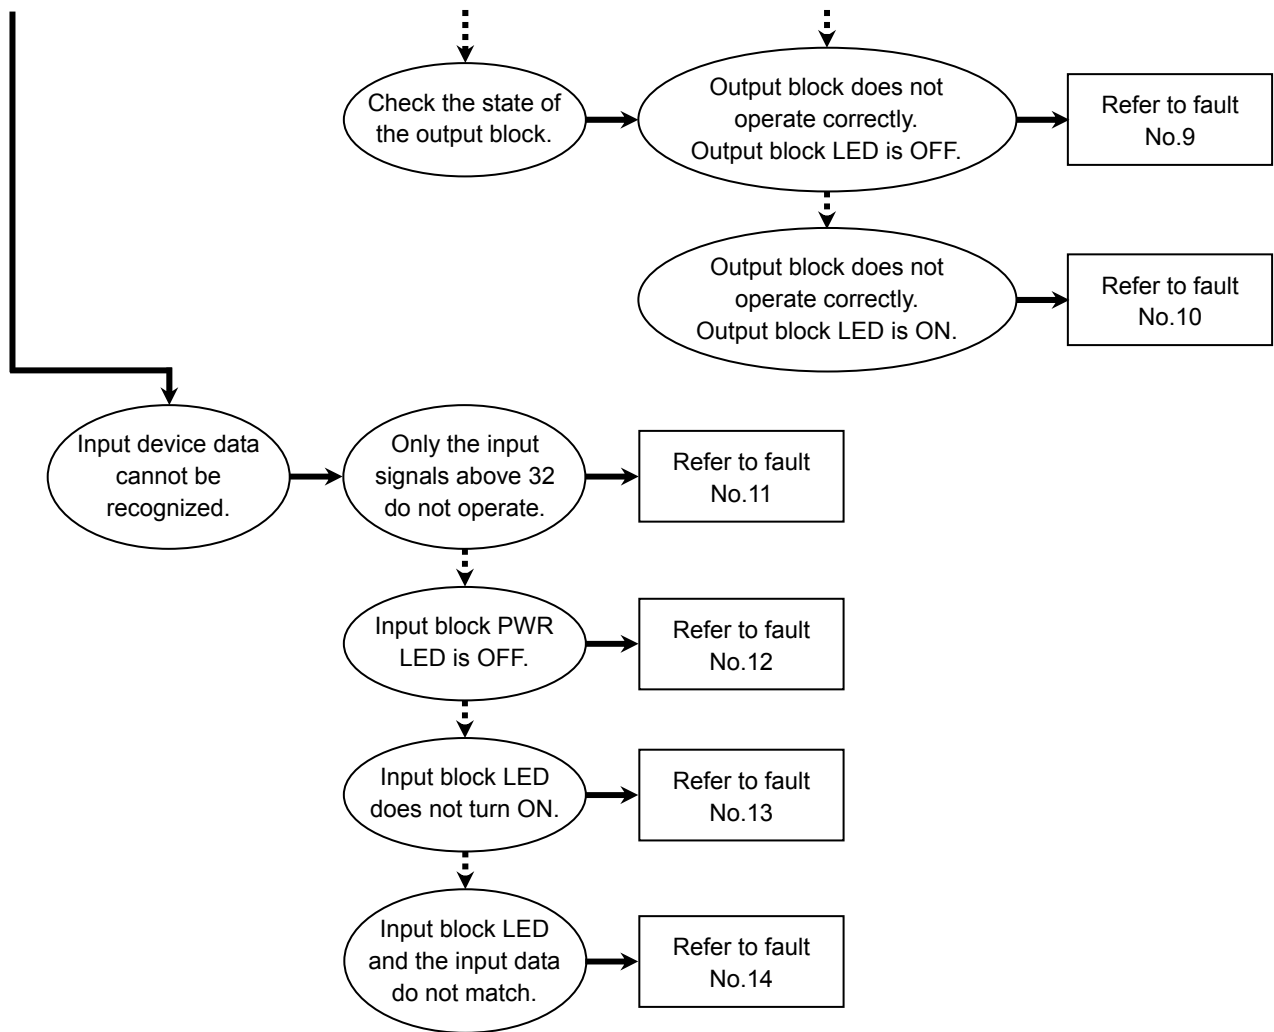 Check the state of
the output block.
Output block does not
operate correctly.
Output block LED is OFF.
Refer to fault
No.9
Output block does not
operate correctly.
Output block LED is ON.
Refer to fault
No.10
Input device data
cannot be
recognized.
Only the input
signals above 32
do not operate.
Refer to fault
No.11
Input block PWR
LED is OFF.
Refer to fault
No.12
Input block LED
does not turn ON.
Refer to fault
No.13
Input block LED
and the input data
do not match.
Refer to fault
No.14